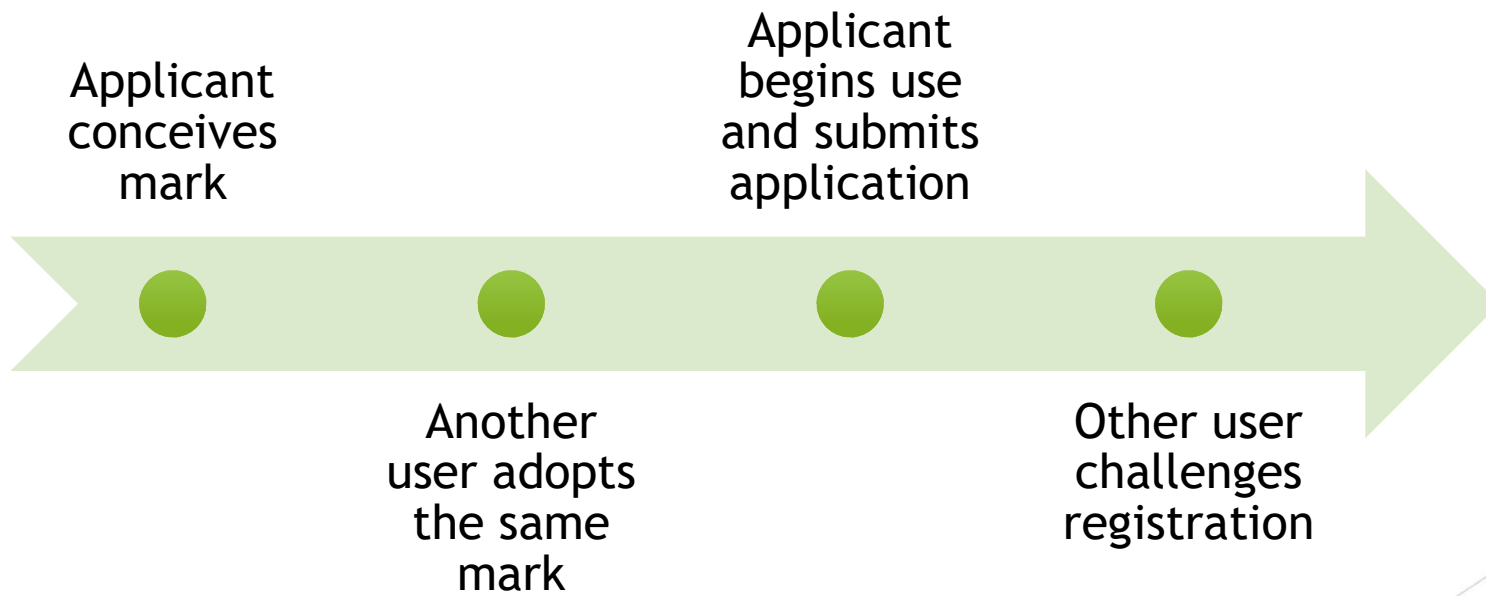 Applicant
conceives
mark
Another
user adopts
the same
mark
Applicant
begins use
and submits
application
Other user
challenges
registration